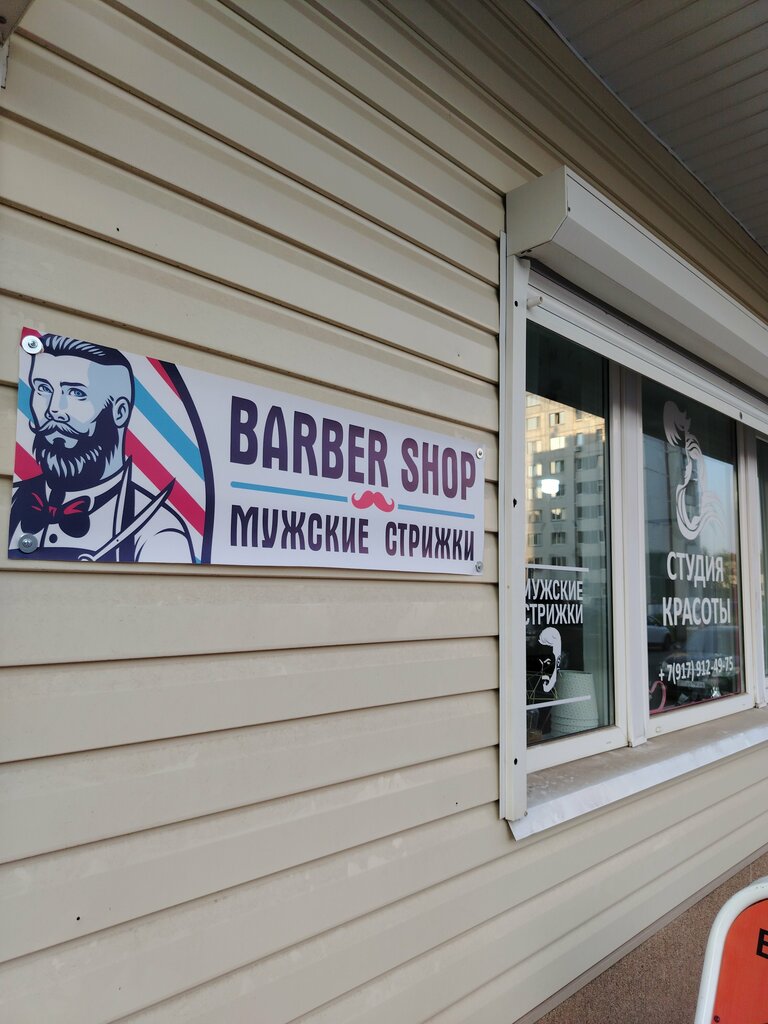 BARBER SHOP
МУЖСКИЕ СТРИЖКИ
МУЖСКИЕ
СТРИЖКИ
СТУДИЯ
КРАСОТЫ
+7(917) 912-49-75